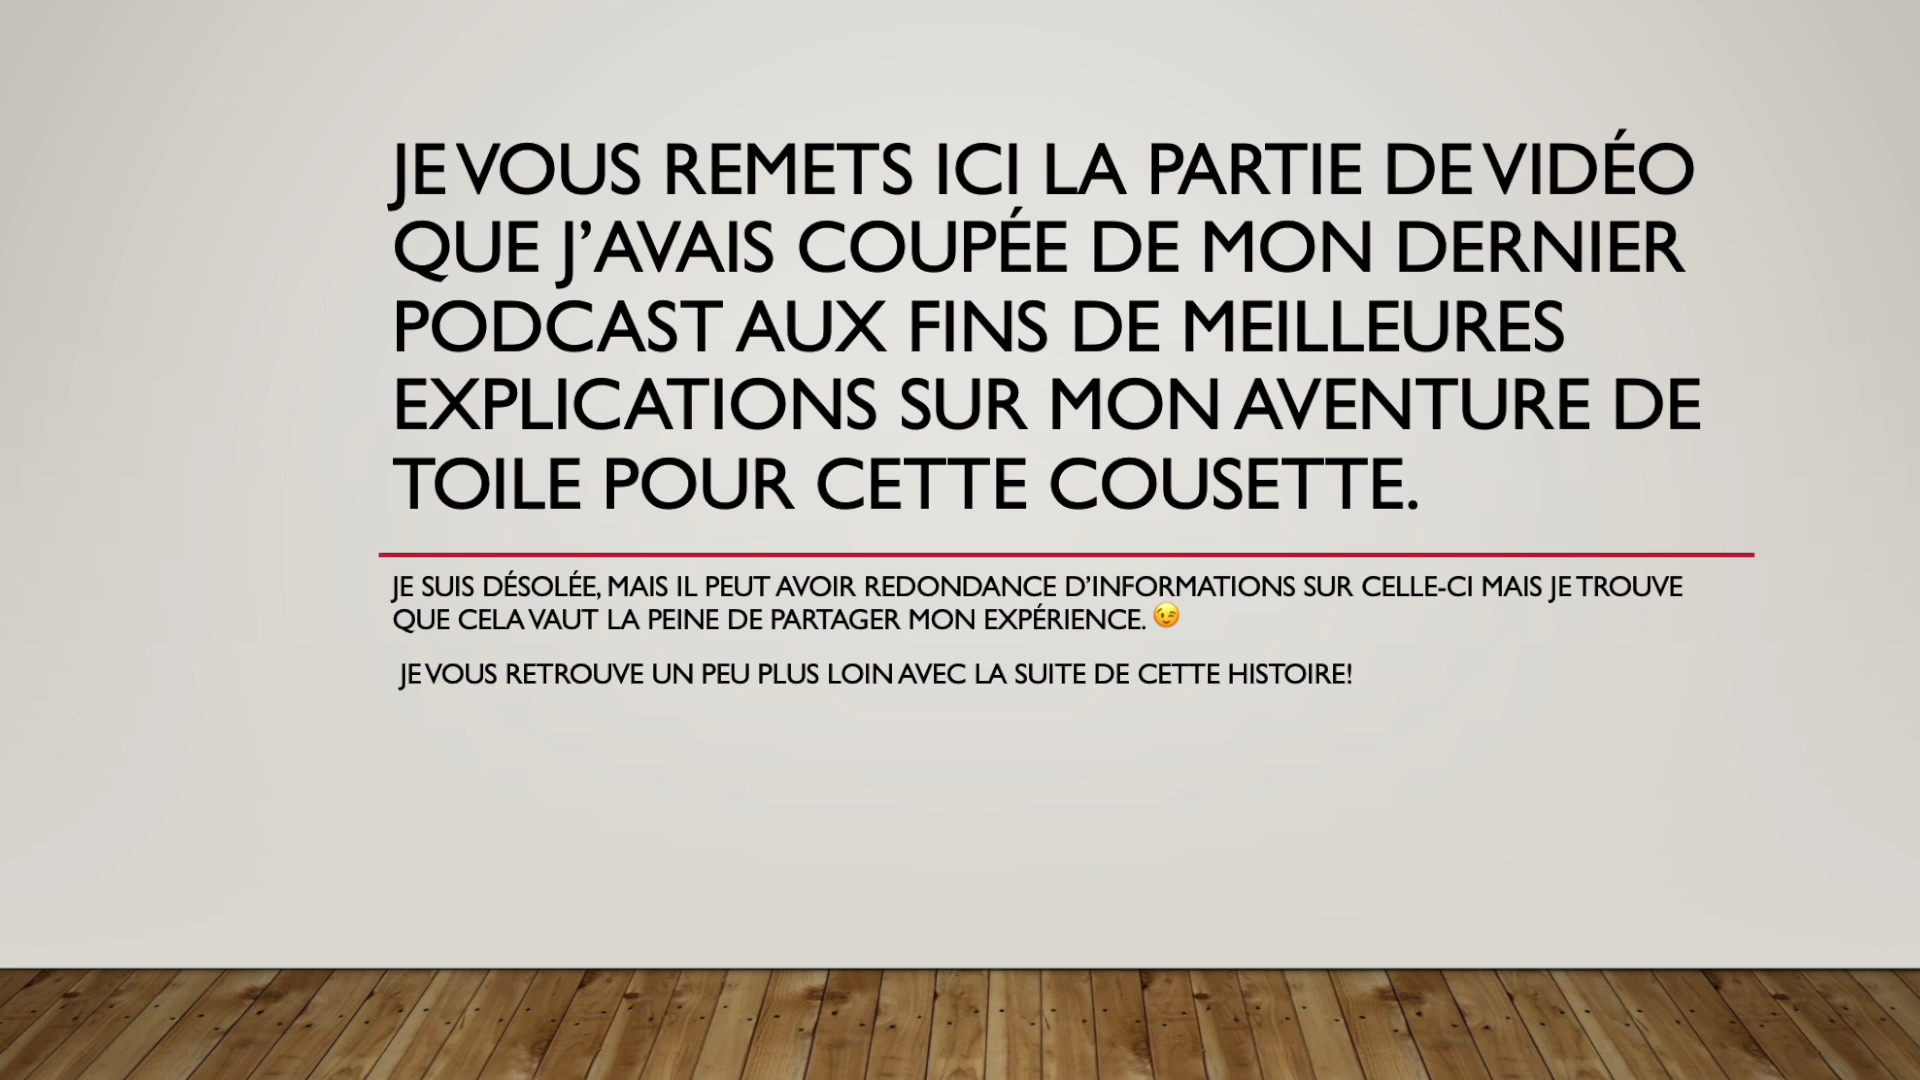 JE VOUS REMETS ICI LA PARTIE DE VIDÉO
QUE J’AVAIS COUPÉE DE MON DERNIER
PODCAST AUX FINS DE MEILLEURES
EXPLICATIONS SUR MON AVENTURE DE
TOILE POUR CETTE COUSETTE.
JE SUIS DÉSOLÉE, MAIS IL PEUT AVOIR REDONDANCE D’INFORMATIONS SUR CELLE-CI MAIS JE TROUVE
QUE CELA VAUT LA PEINE DE PARTAGER MON EXPÉRIENCE. 😉
JE VOUS RETROUVE UN PEU PLUS LOIN AVEC LA SUITE DE CETTE HISTOIRE!